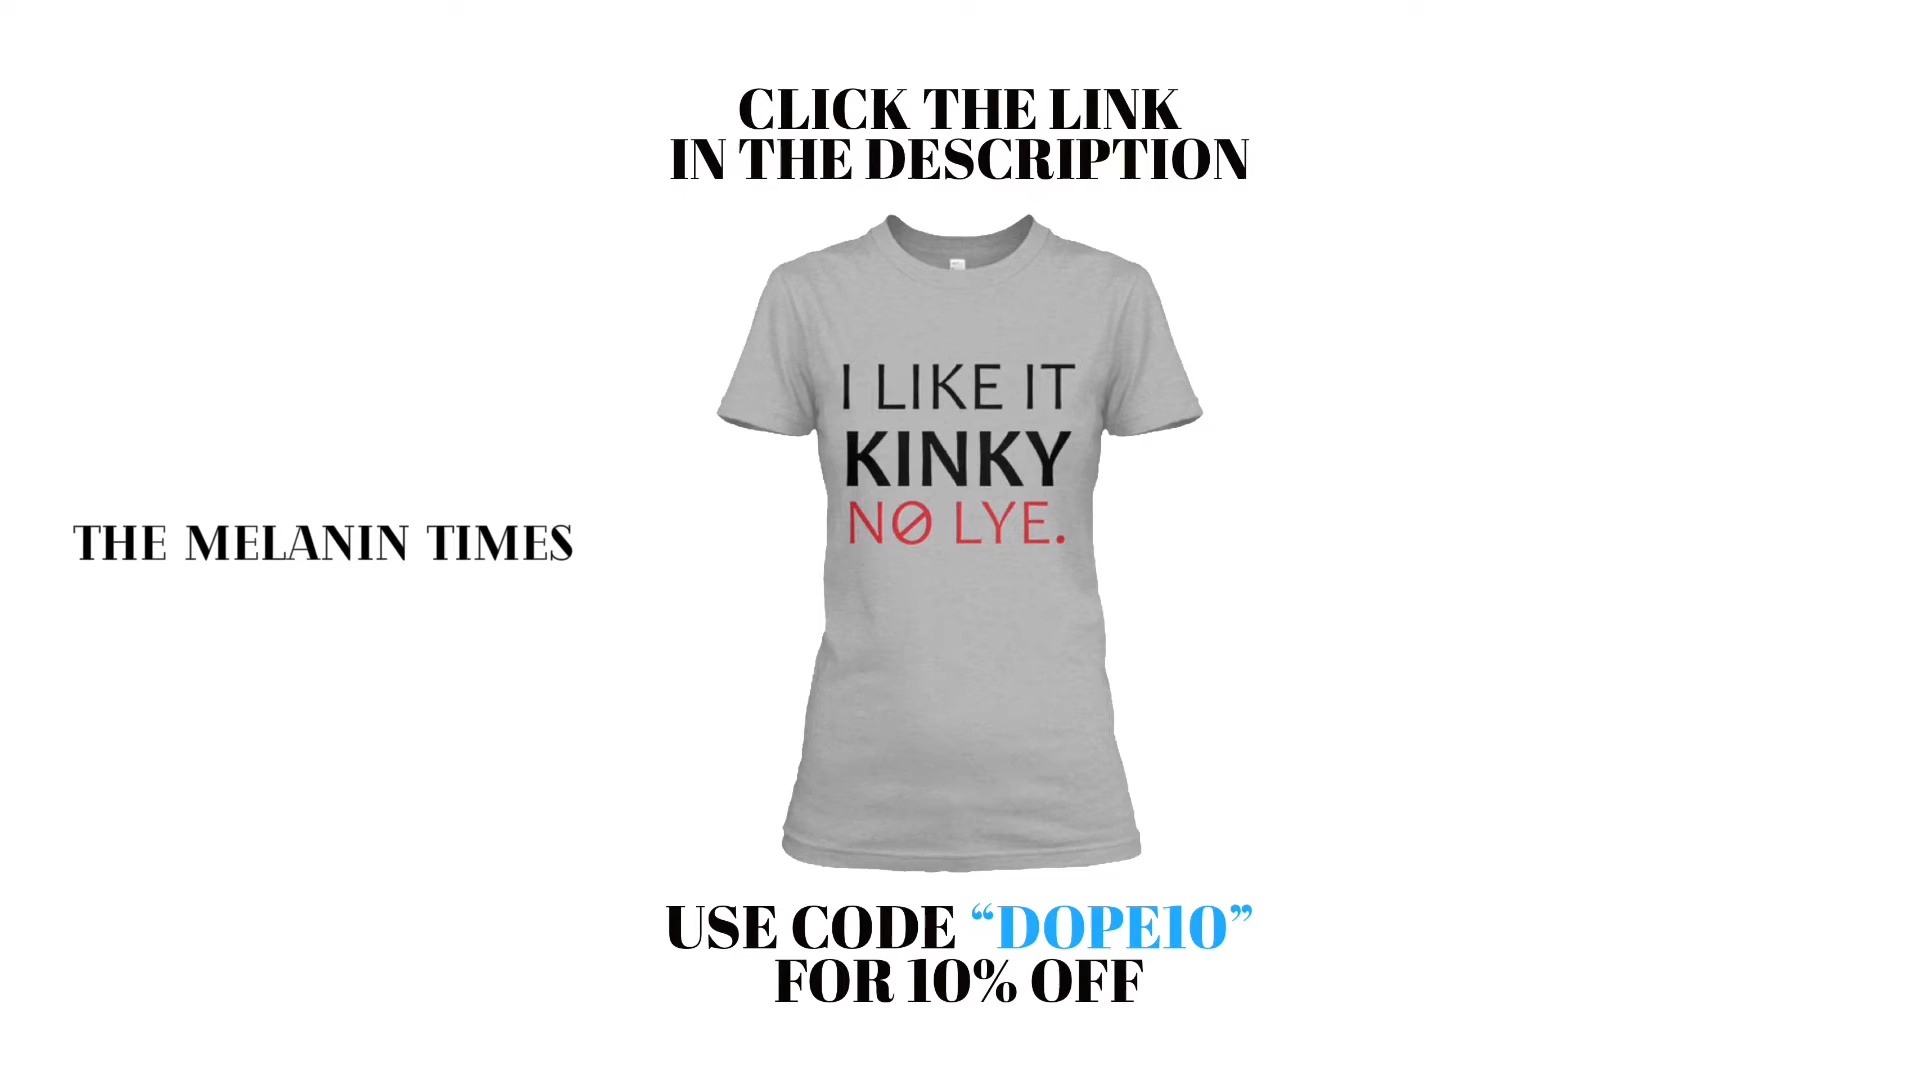 CLICK THE LINK
IN THE DESCRIPTION
I LIKE IT
KINKY
NØ LYE.
THE MELANIN TIMES
USE CODE “DOPE10”
FOR 10% OFF